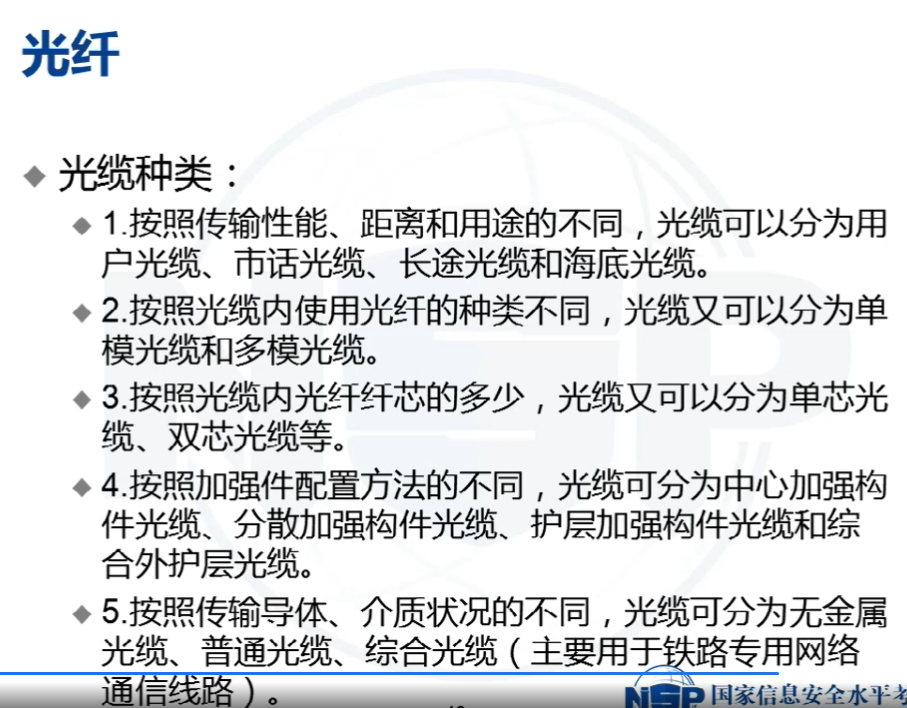 光纤
光缆种类：
1.按照传输性能、距离和用途的不同，光缆可以分为用
户光缆、市话光缆、长途光缆和海底光缆。
2.按照光缆内使用光纤的种类不同，光缆又可以分为单
模光缆和多模光缆。
3.按照光缆内光纤纤芯的多少，光缆又可以分为单芯光
缆、双芯光缆等。
4.按照加强件配置方法的不同，光缆可分为中心加强构
件光缆、分散加强构件光缆、护层加强构件光缆和综
合外护层光缆。
5.按照传输导体、介质状况的不同，光缆可分为无金属
光缆、普通光缆、综合光缆（主要用于铁路专用网络
通信线路）。
NISP 国家信息安全水平考